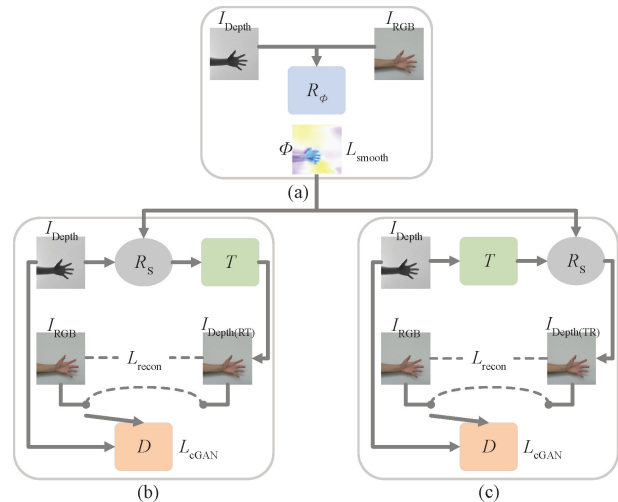 I_Depth I_RGB
R_Φ
Φ L_smooth
(a)
I_Depth
R_S T
I_RGB I_Depth(RT)
L_recon
D L_cGAN
(b)
I_Depth
T R_S
I_RGB I_Depth(TR)
L_recon
D L_cGAN
(c)